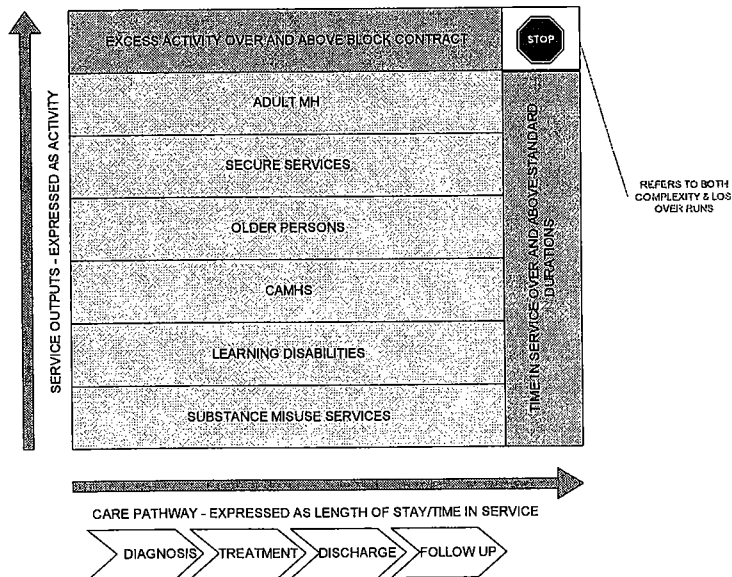 EXCESS ACTIVITY OVER AND ABOVE BLOCK CONTRACT
STOP
ADULT MH
SECURE SERVICES
OLDER PERSONS
CAMHS
LEARNING DISABILITIES
SUBSTANCE MISUSE SERVICES
SERVICE OUTPUTS - EXPRESSED AS ACTIVITY
TIME IN SERVICE OVER AND ABOVE STANDARD
DURATIONS
REFERS TO BOTH
COMPLEXITY & LOS
OVER RUNS
CARE PATHWAY - EXPRESSED AS LENGTH OF STAY/TIME IN SERVICE
DIAGNOSIS
TREATMENT
DISCHARGE
FOLLOW UP